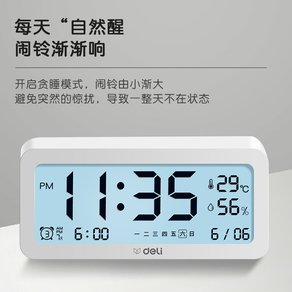 每天“自然醒
闹铃渐渐响
开启贪睡模式，闹铃由小渐大
避免突然的惊扰，导致一整天不在状态
PM 11:35 29℃
56%
6:00 一二三四五六日 6/06
deli